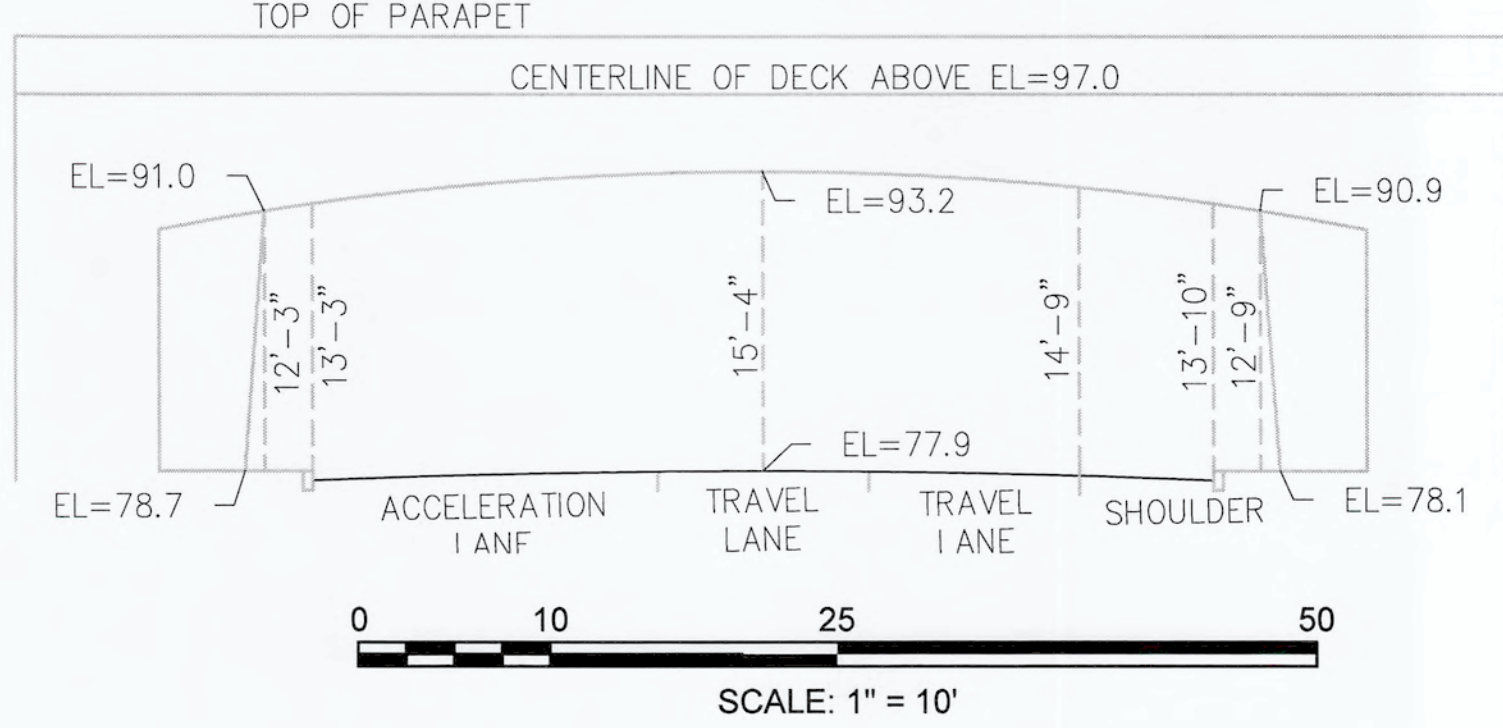 TOP OF PARAPET
CENTERLINE OF DECK ABOVE EL=97.0
EL=91.0
EL=93.2
EL=90.9
12'-3"
13'-3"
15'-4"
14'-9"
13'-10"
12'-9"
EL=77.9
EL=78.7
EL=78.1
ACCELERATION
LANE
TRAVEL
LANE
TRAVEL
LANE
SHOULDER
0 10 25 50
SCALE: 1" = 10'